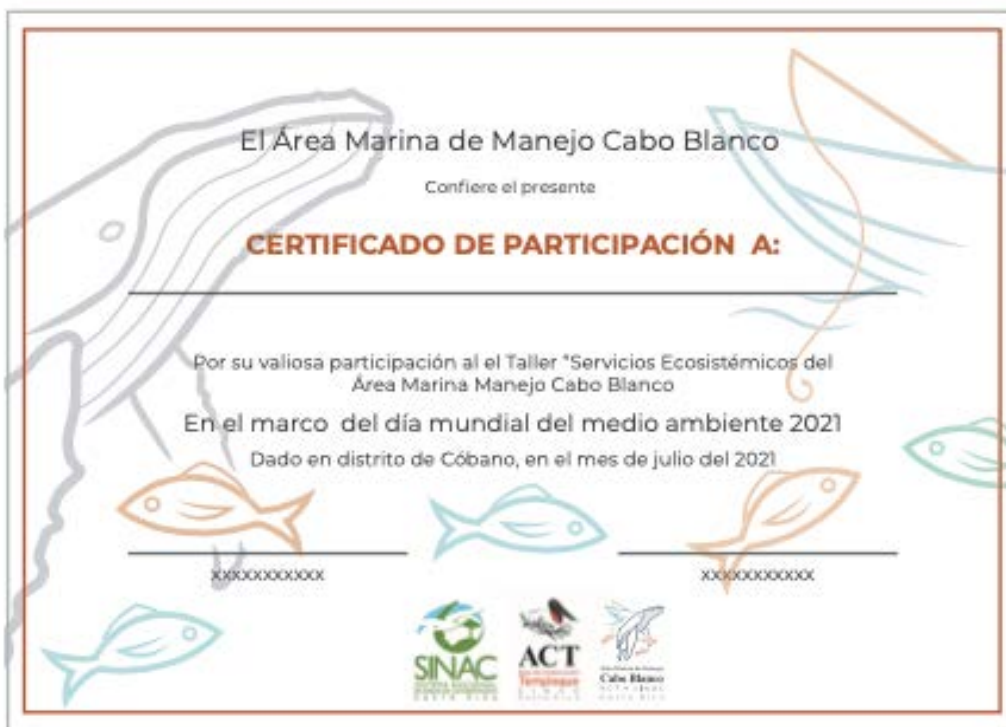 El Área Marina de Manejo Cabo Blanco
Confiere el presente
CERTIFICADO DE PARTICIPACIÓN A:
Por su valiosa participación al el Taller "Servicios Ecosistémicos del
Área Marina Manejo Cabo Blanco
En el marco del día mundial del medio ambiente 2021
Dado en distrito de Cóbano, en el mes de julio del 2021
xxxxxxxxxxx xxxxxxxxxxx
SINAC
ACT
Tempisque
Cabo Blanco